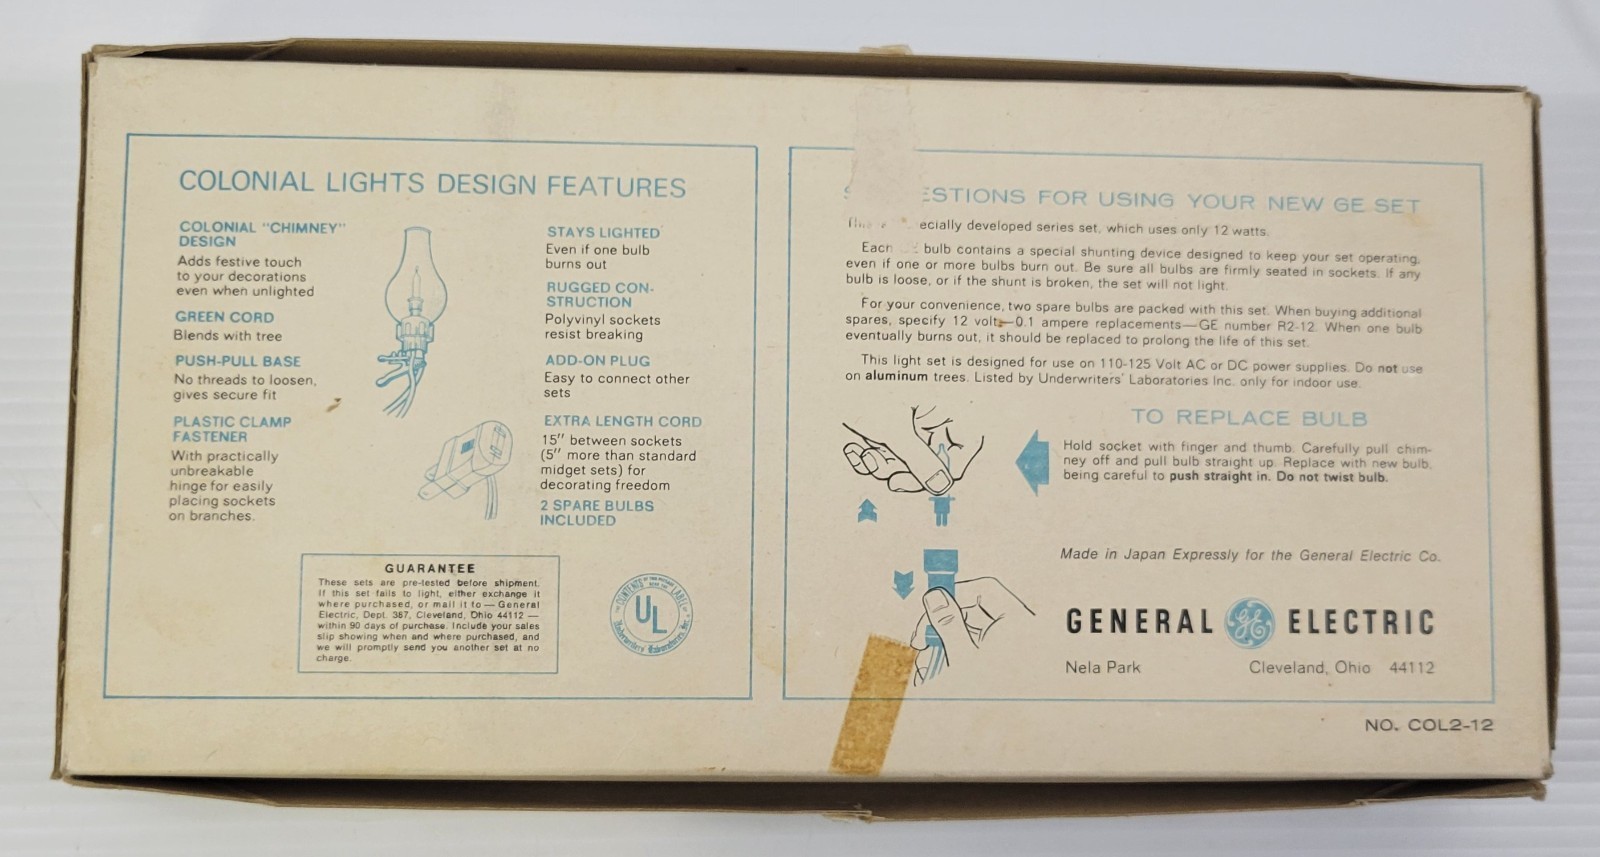 COLONIAL LIGHTS DESIGN FEATURES
COLONIAL "CHIMNEY"
DESIGN
Adds festive touch
to your decorations
even when unlighted
GREEN CORD
Blends with tree
PUSH-PULL BASE
No threads to loosen,
gives secure fit
PLASTIC CLAMP
FASTENER
With practically
unbreakable
hinge for easily
placing sockets
on branches.
STAYS LIGHTED
Even if one bulb
burns out
RUGGED CON-
STRUCTION
Polyvinyl sockets
resist breaking
ADD-ON PLUG
Easy to connect other
sets
EXTRA LENGTH CORD
15" between sockets
(5" more than standard
midget sets) for
decorating freedom
2 SPARE BULBS
INCLUDED
GUARANTEE
These sets are pre-tested before shipment.
If this set fails to light, either exchange it
where purchased, or mail it to — General
Electric, Dept. 387, Cleveland, Ohio 44112 —
within 90 days of purchase. Include your sales
slip showing when and where purchased, and
we will promptly send you another set at no
charge.
UL
Underwriters' Laboratories, Inc.
ESTIONS FOR USING YOUR NEW GE SET
ecially developed series set, which uses only 12 watts.
Each bulb contains a special shunting device designed to keep your set operating,
even if one or more bulbs burn out. Be sure all bulbs are firmly seated in sockets. If any
bulb is loose, or if the shunt is broken, the set will not light.
For your convenience, two spare bulbs are packed with this set. When buying additional
spares, specify 12 volt—0.1 ampere replacements—GE number R2-12. When one bulb
eventually burns out, it should be replaced to prolong the life of this set.
This light set is designed for use on 110-125 Volt AC or DC power supplies. Do not use
on aluminum trees. Listed by Underwriters' Laboratories Inc. only for indoor use.
TO REPLACE BULB
Hold socket with finger and thumb. Carefully pull chim-
ney off and pull bulb straight up. Replace with new bulb,
being careful to push straight in. Do not twist bulb.
Made in Japan Expressly for the General Electric Co.
GENERAL GE ELECTRIC
Nela Park Cleveland, Ohio 44112
NO. COL2-12